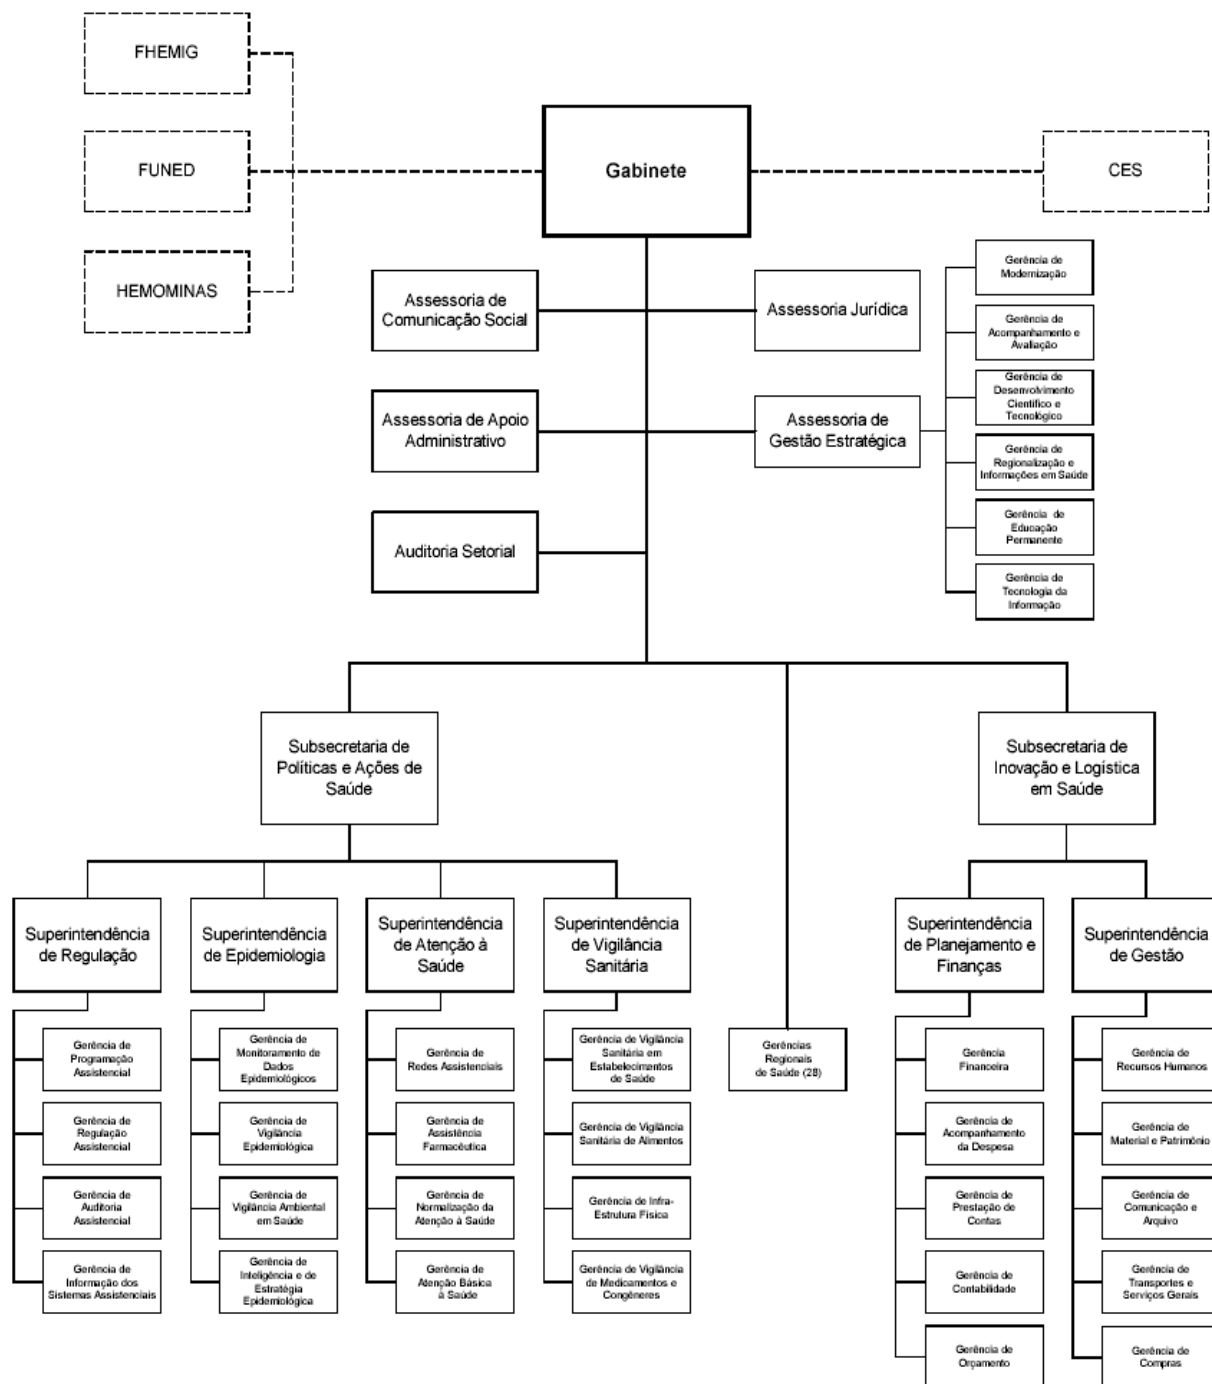 FHEMIG
FUNED
HEMOMINAS
Gabinete
CES
Assessoria de
Comunicação Social
Assessoria Jurídica
Assessoria de Apoio
Administrativo
Assessoria de
Gestão Estratégica
Auditoria Setorial
Gerência de
Modernização
Gerência de
Acompanhamento e
Avaliação
Gerência de
Desenvolvimento
Científico e
Tecnológico
Gerência de
Regionalização e
Informações em Saúde
Gerência de
Educação
Permanente
Gerência de
Tecnologia da
Informação
Subsecretaria de
Políticas e Ações de
Saúde
Subsecretaria de
Inovação e Logística
em Saúde
Superintendência
de Regulação
Superintendência
de Epidemiologia
Superintendência
de Atenção à
Saúde
Superintendência
de Vigilância
Sanitária
Superintendência
de Planejamento e
Finanças
Superintendência
de Gestão
Gerência de
Programação
Assistencial
Gerência de
Regulação
Assistencial
Gerência de
Auditoria
Assistencial
Gerência de
Informação dos
Sistemas Assistenciais
Gerência de
Monitoramento de
Dados
Epidemiológicos
Gerência de
Vigilância
Epidemiológica
Gerência de
Vigilância Ambiental
em Saúde
Gerência de
Inteligência e de
Estratégia
Epidemiológica
Gerência de
Redes Assistenciais
Gerência de
Assistência
Farmacêutica
Gerência de
Normalização da
Atenção à Saúde
Gerência de
Atenção Básica
à Saúde
Gerência de Vigilância
Sanitária em
Estabelecimentos
de Saúde
Gerência de Vigilância
Sanitária de Alimentos
Gerência de Infra-
Estrutura Física
Gerência de Vigilância
de Medicamentos e
Congêneres
Gerências
Regionais
de Saúde (28)
Gerência
Financeira
Gerência de
Acompanhamento
da Despesa
Gerência de
Prestação de
Contas
Gerência de
Contabilidade
Gerência de
Orçamento
Gerência de
Recursos Humanos
Gerência de
Material e Patrimônio
Gerência de
Comunicação e
Arquivo
Gerência de
Transportes e
Serviços Gerais
Gerência de
Compras